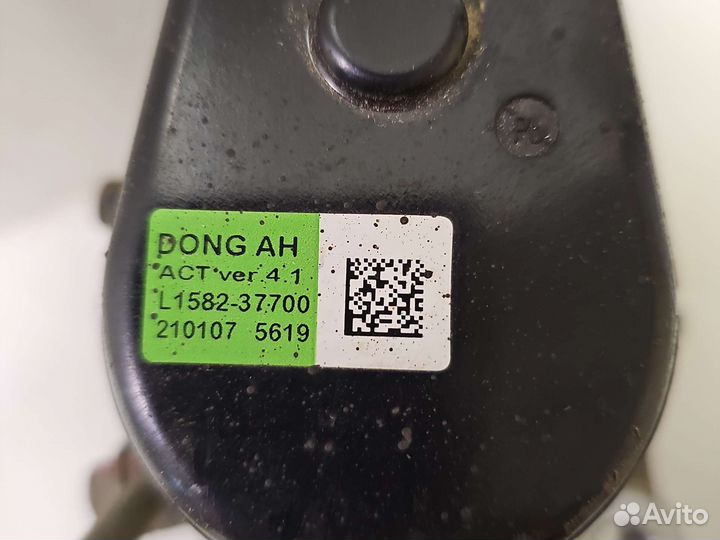 DONG AH
ACT ver 4.1
L1582-37700
210107 5619
Avito